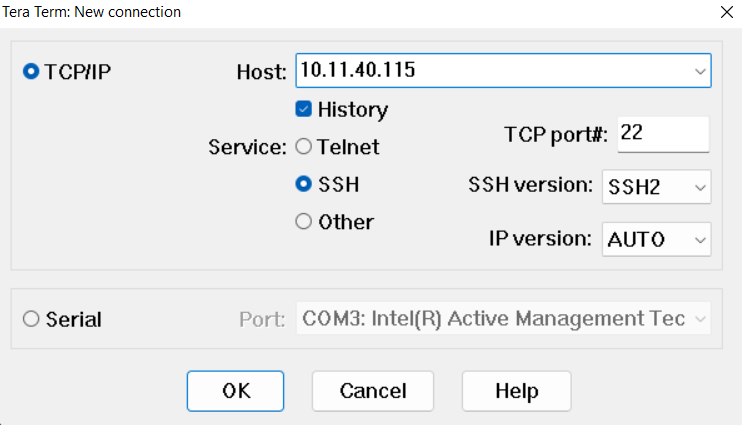 Tera Term: New connection
TCP/IP
Host: 10.11.40.115
History
Service: Telnet
TCP port#: 22
SSH
SSH version: SSH2
Other
IP version: AUTO
Serial
Port: COM3: Intel(R) Active Management Tec
OK
Cancel
Help